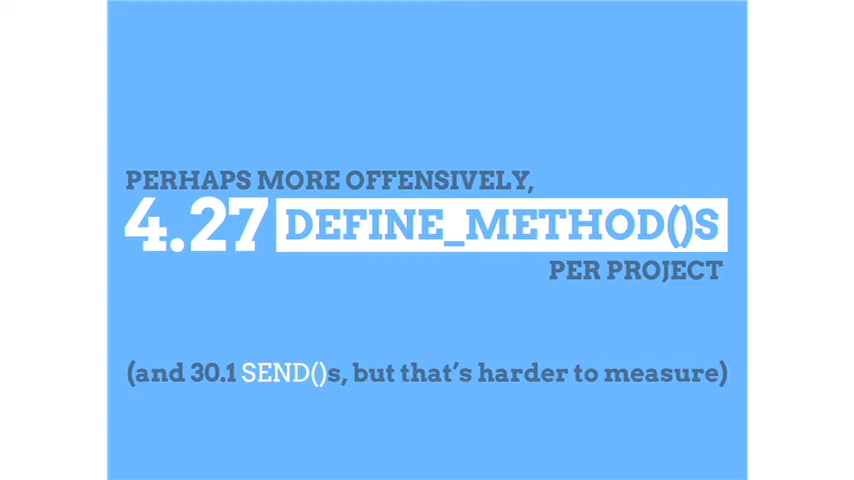 PERHAPS MORE OFFENSIVELY,
4.27 DEFINE_METHOD()S
PER PROJECT
(and 30.1 SEND()s, but that's harder to measure)